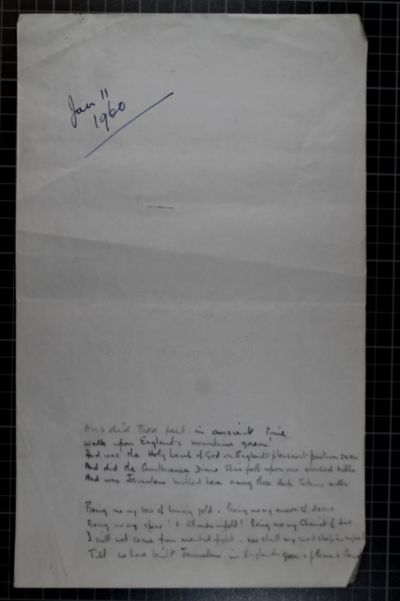 Jan 11
1960
And did those feet in ancient time
walk upon England's mountains green?
And was the Holy Lamb of God on England's pleasant pastures seen
And did the Countenance Divine Shine forth upon our clouded hills
And was Jerusalem builded here among these dark Satanic mills
Bring me my bow of burning gold. Bring me my arrows of desire
Bring me my spear! O Clouds unfold! Bring me my Chariot of fire
I will not cease from mental fight. nor shall my sword sleep in my hand
Till we have built Jerusalem in England's green & pleasant Land